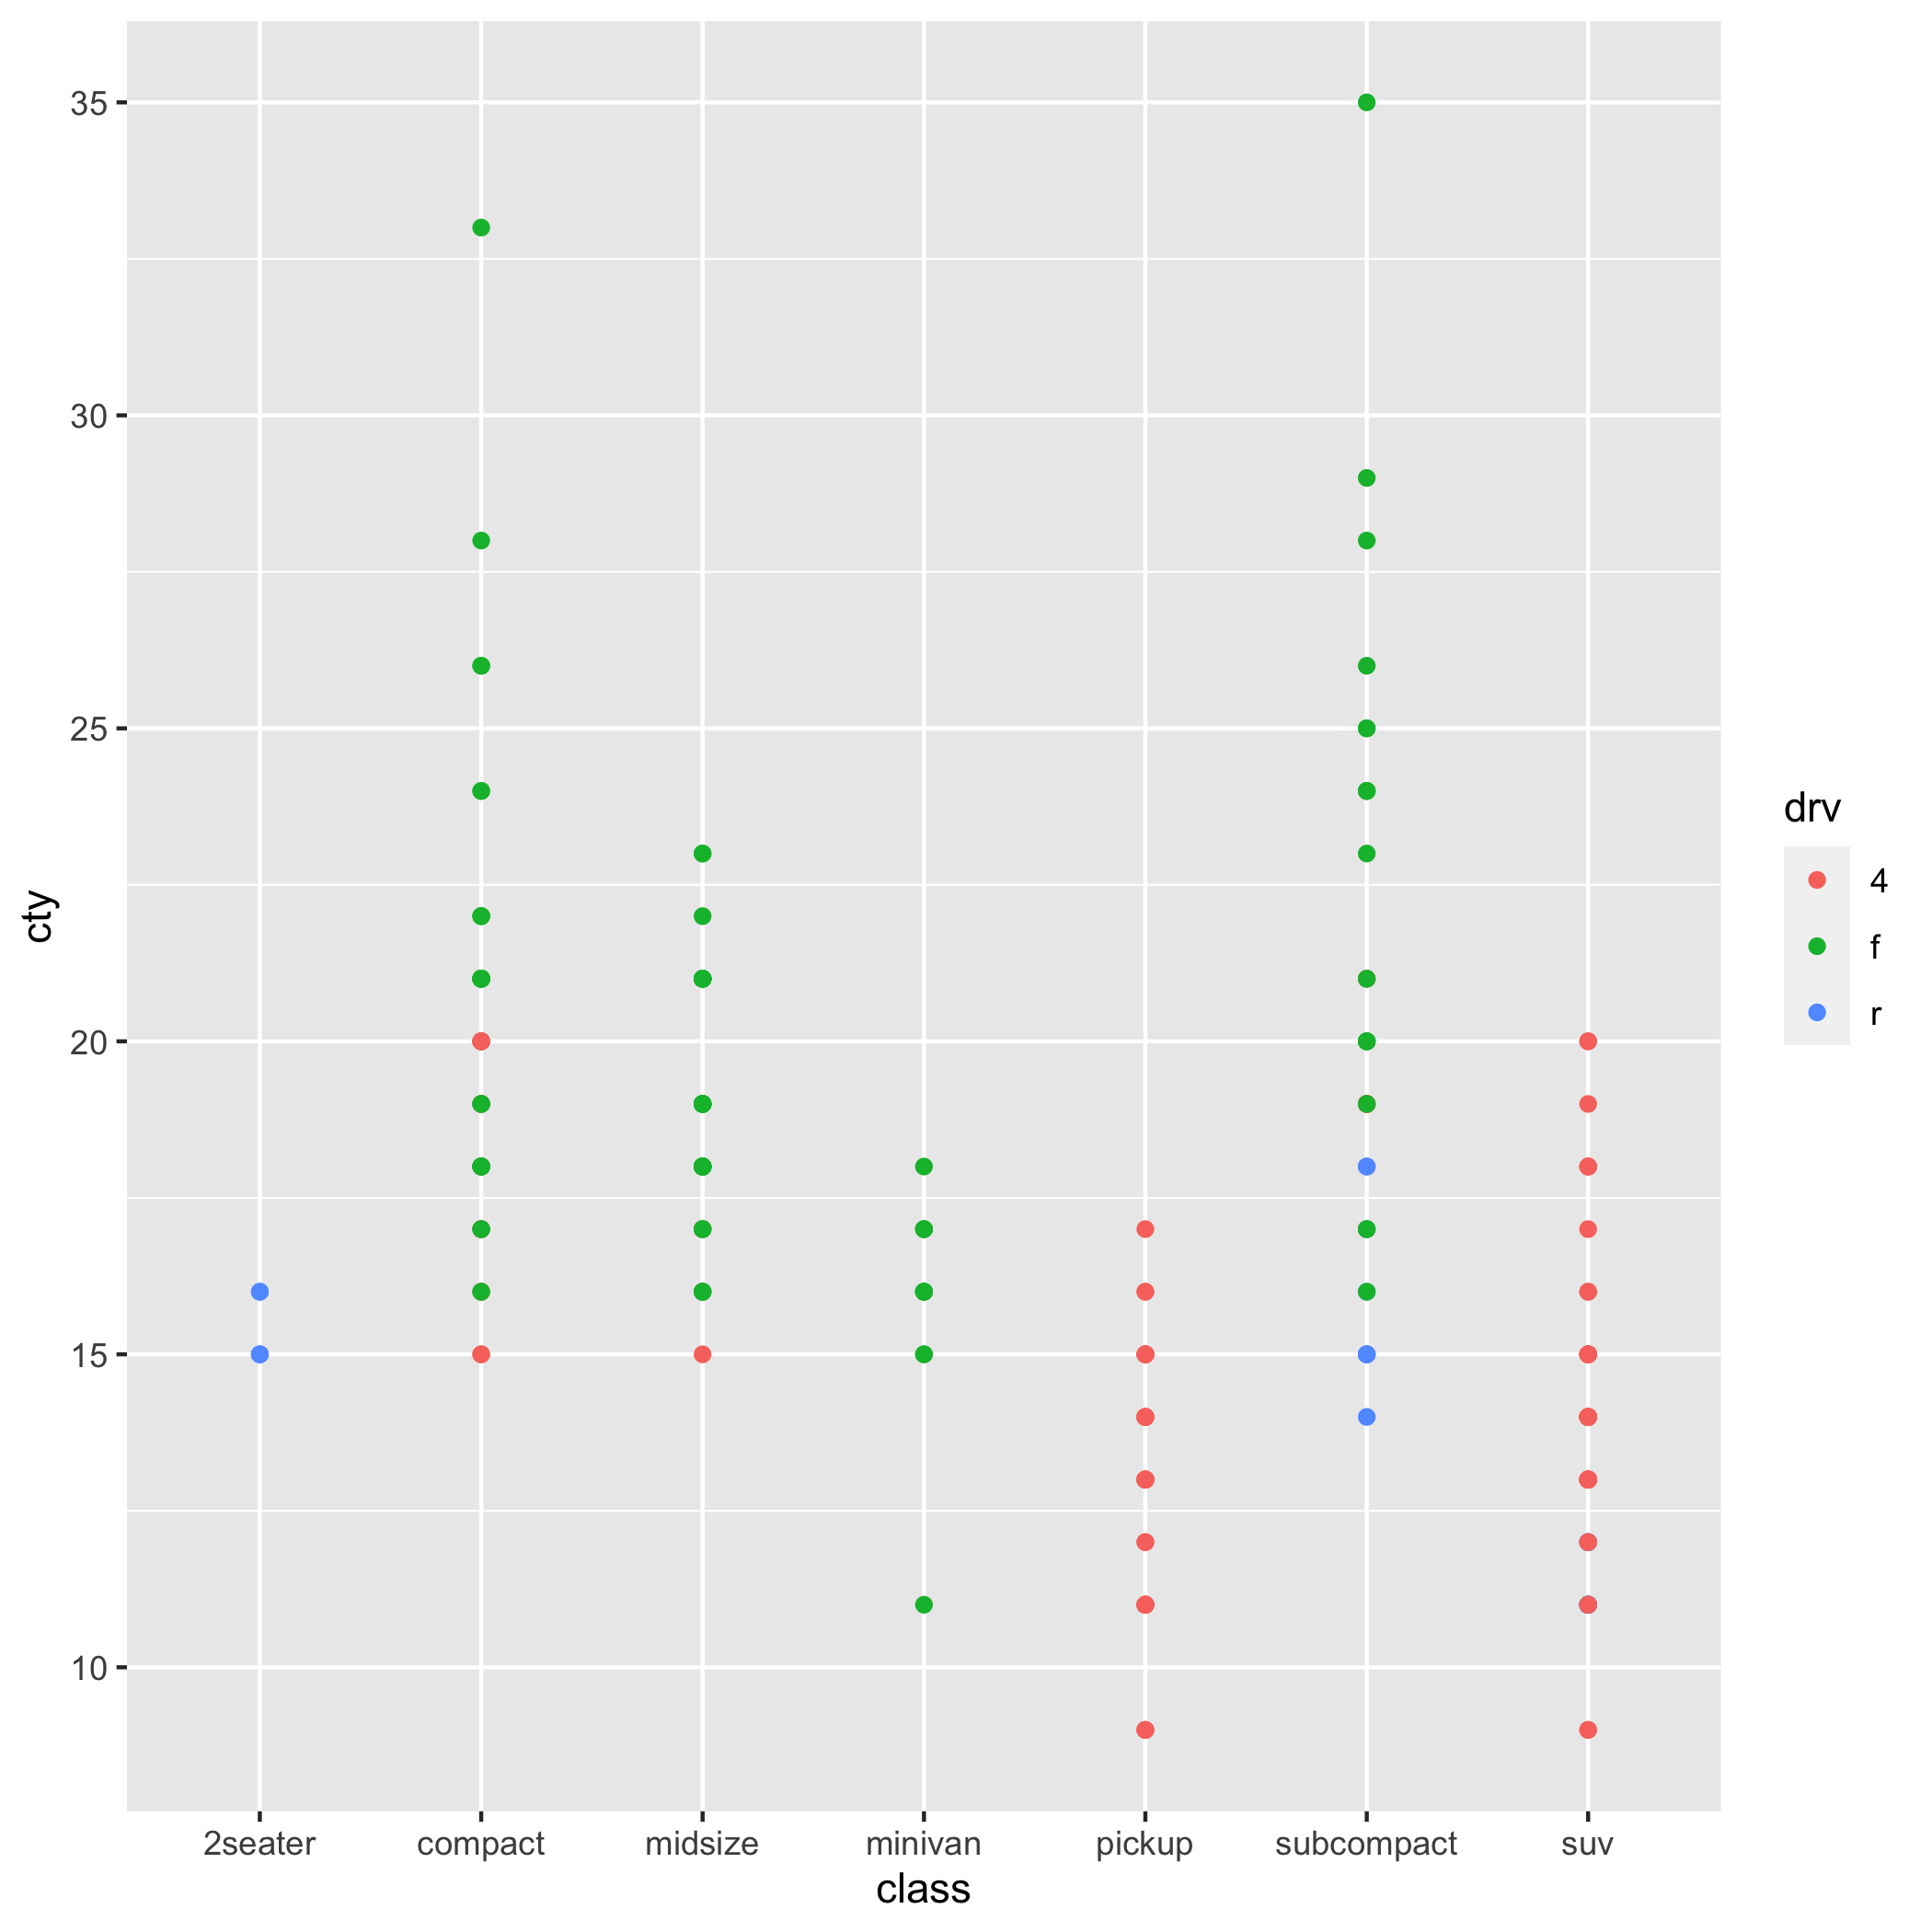 35
30
25
20
15
10
cty
2seater compact midsize minivan pickup subcompact suv
class
drv
4
f
r